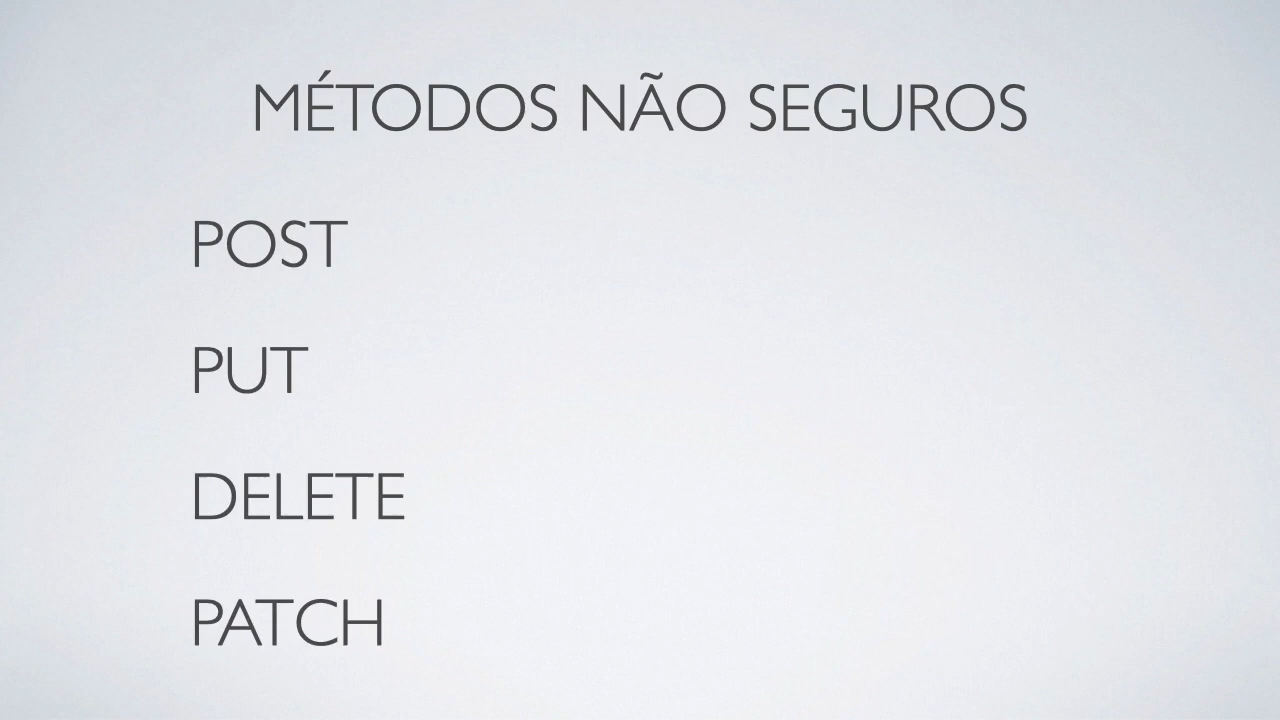 MÉTODOS NÃO SEGUROS
POST
PUT
DELETE
PATCH